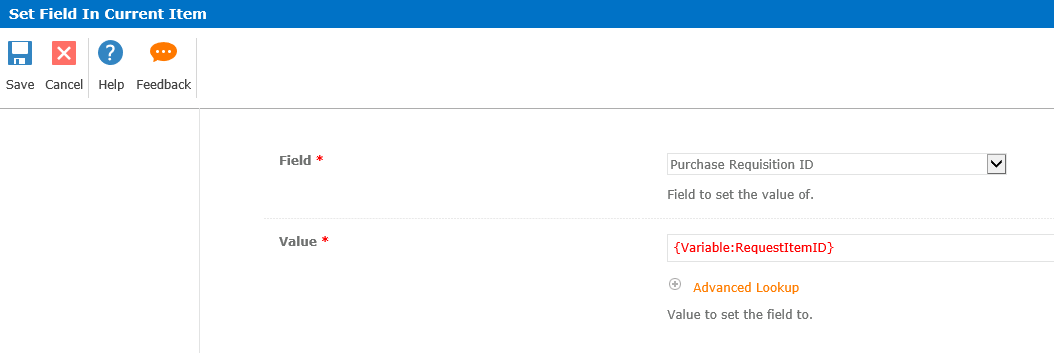 Set Field In Current Item
Save Cancel Help Feedback
Field * Purchase Requisition ID
Field to set the value of.
Value * {Variable:RequestItemID}
Advanced Lookup
Value to set the field to.